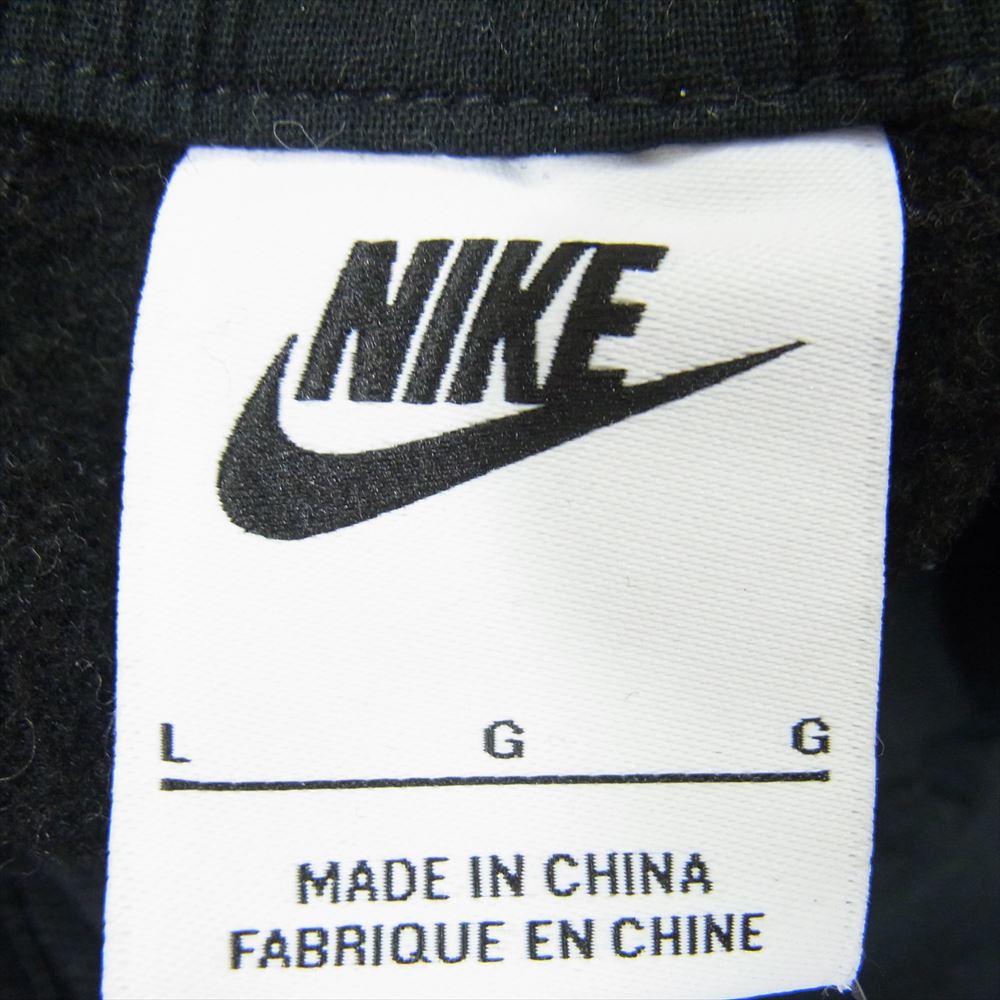 NIKE
L G G
MADE IN CHINA
FABRIQUE EN CHINE